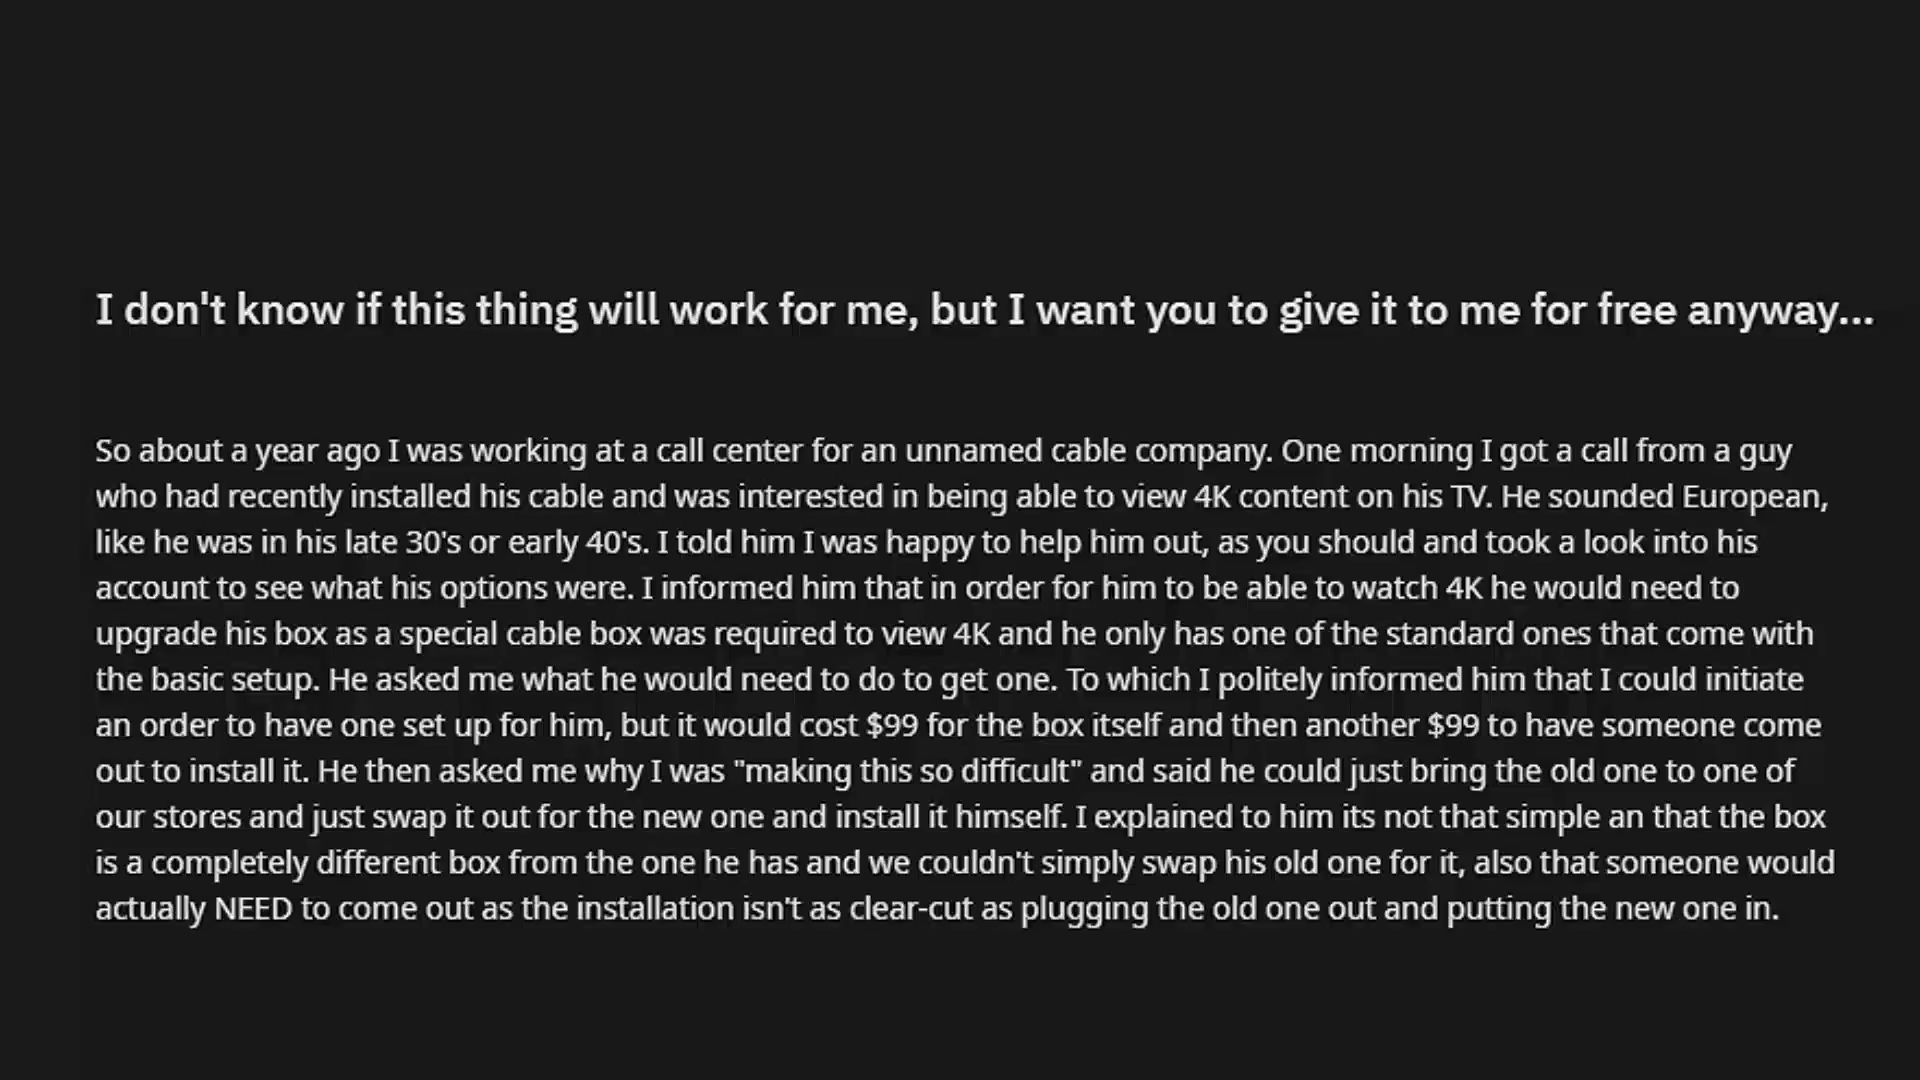 I don't know if this thing will work for me, but I want you to give it to me for free anyway...
So about a year ago I was working at a call center for an unnamed cable company. One morning I got a call from a guy
who had recently installed his cable and was interested in being able to view 4K content on his TV. He sounded European,
like he was in his late 30's or early 40's. I told him I was happy to help him out, as you should and took a look into his
account to see what his options were. I informed him that in order for him to be able to watch 4K he would need to
upgrade his box as a special cable box was required to view 4K and he only has one of the standard ones that come with
the basic setup. He asked me what he would need to do to get one. To which I politely informed him that I could initiate
an order to have one set up for him, but it would cost $99 for the box itself and then another $99 to have someone come
out to install it. He then asked me why I was "making this so difficult" and said he could just bring the old one to one of
our stores and just swap it out for the new one and install it himself. I explained to him its not that simple an that the box
is a completely different box from the one he has and we couldn't simply swap his old one for it, also that someone would
actually NEED to come out as the installation isn't as clear-cut as plugging the old one out and putting the new one in.